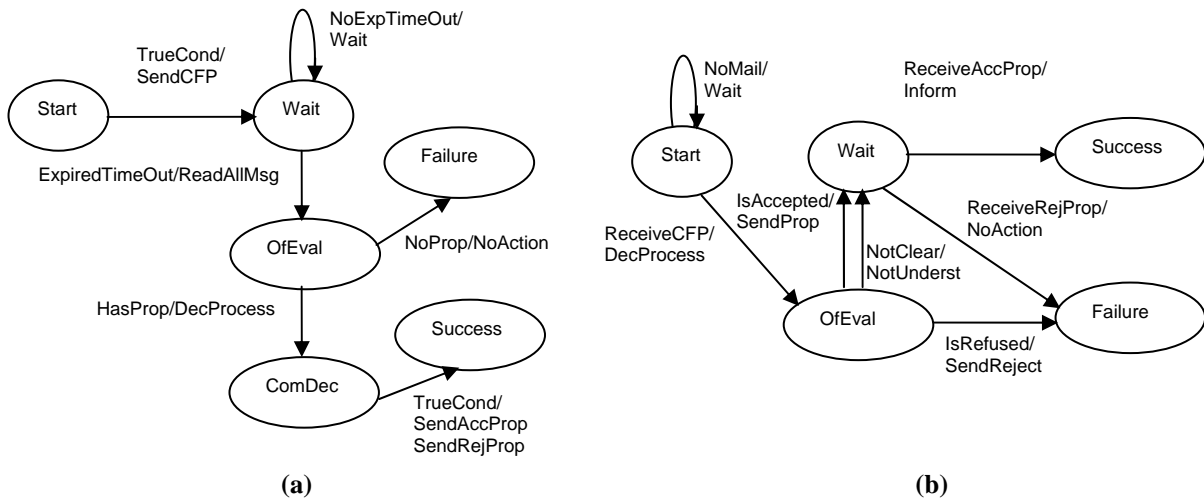 NoExpTimeOut/
Wait
TrueCond/
SendCFP
Start
Wait
Failure
ExpiredTimeOut/ReadAllMsg
OfEval
NoProp/NoAction
HasProp/DecProcess
Success
ComDec
TrueCond/
SendAccProp
SendRejProp
(a)
NoMail/
Wait
ReceiveAccProp/
Inform
Start
Wait
Success
IsAccepted/
SendProp
ReceiveRejProp/
NoAction
ReceiveCFP/
DecProcess
NotClear/
NotUnderst
OfEval
Failure
IsRefused/
SendReject
(b)